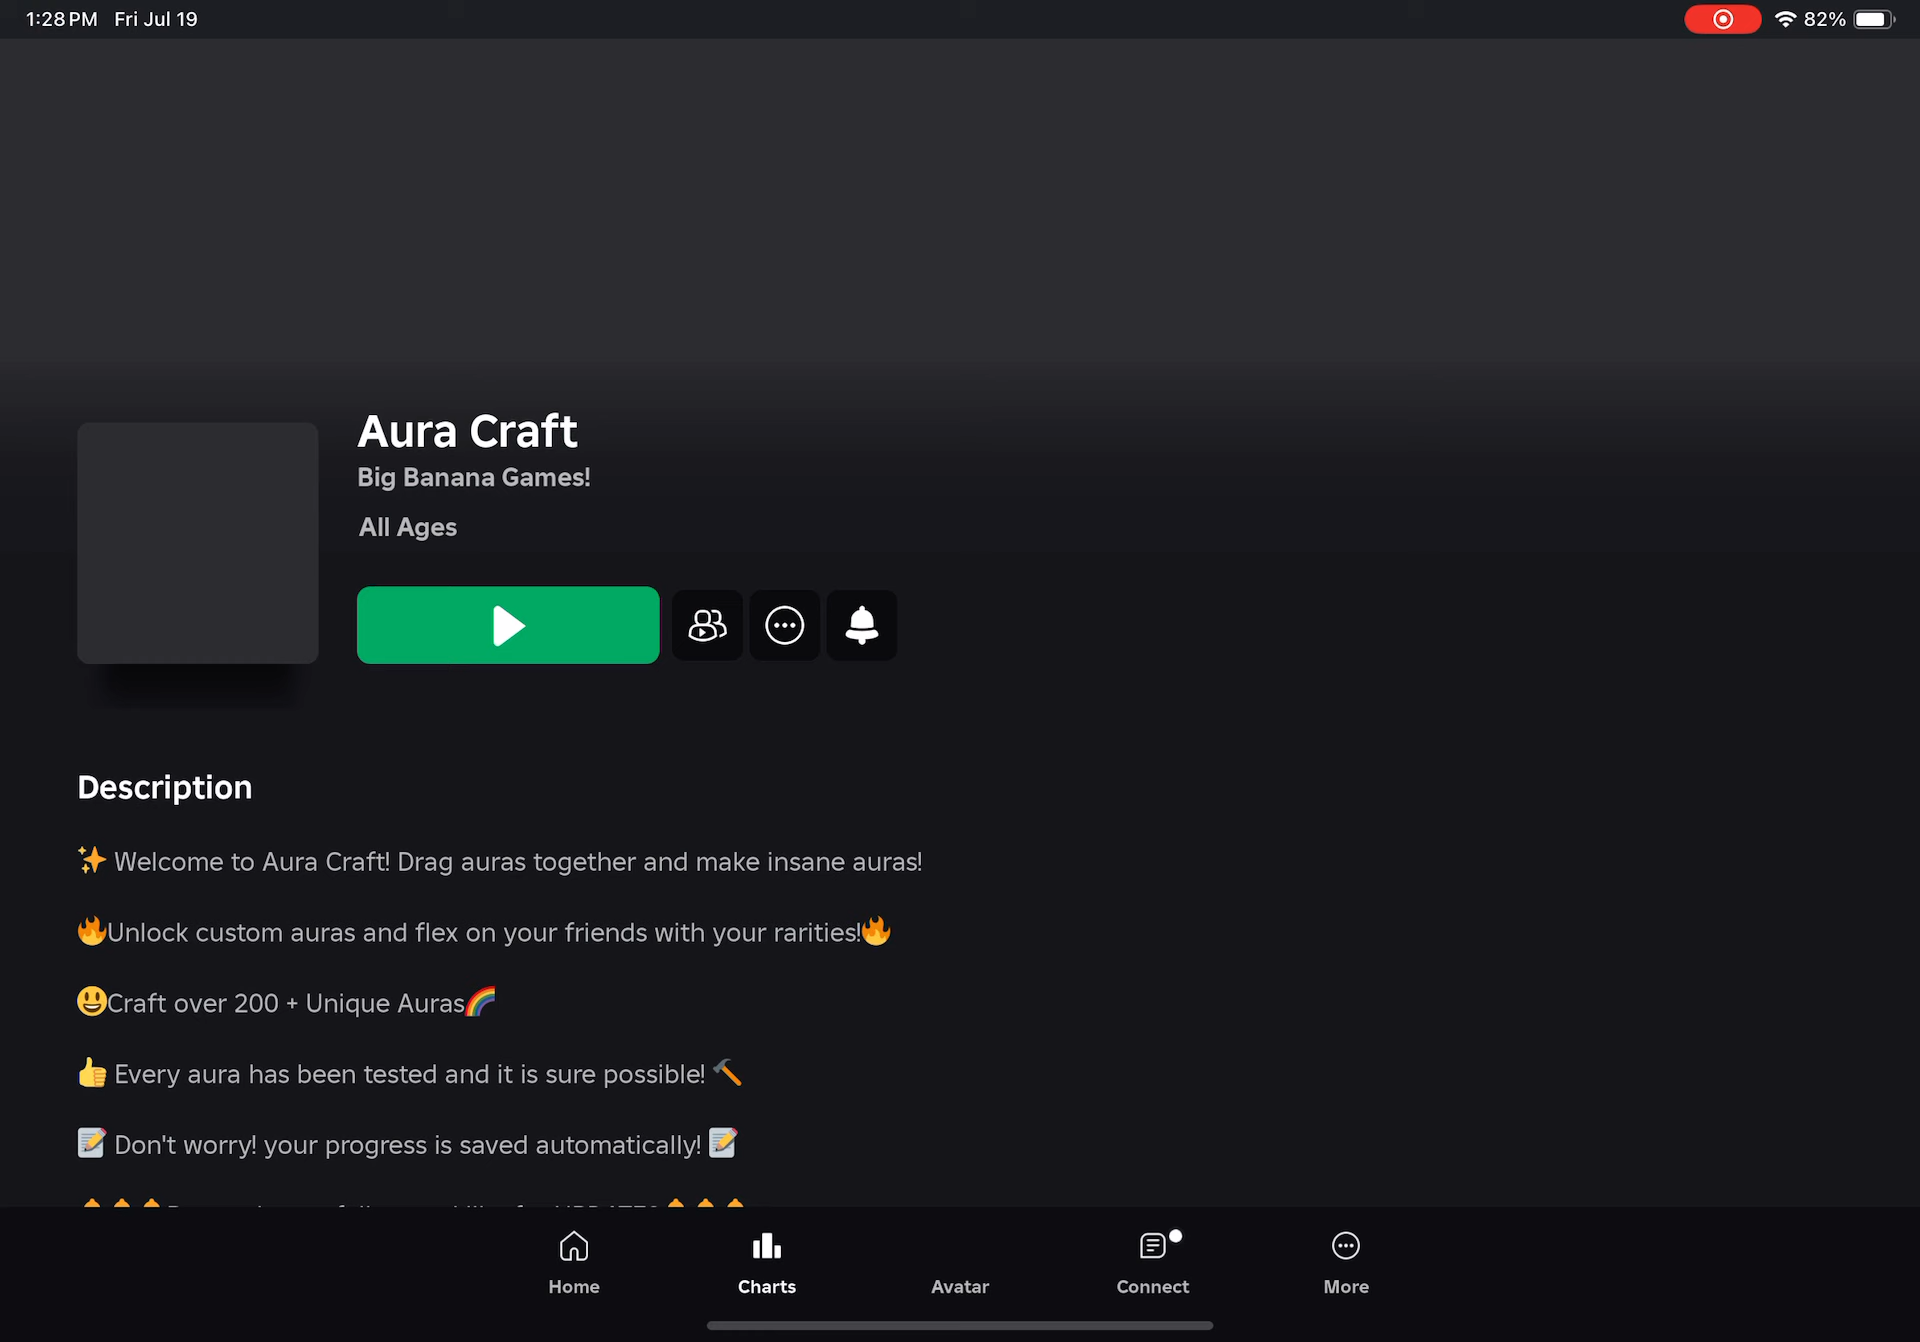 1:28 PM Fri Jul 19
82%
Aura Craft
Big Banana Games!
All Ages
Description
✨ Welcome to Aura Craft! Drag auras together and make insane auras!
🔥Unlock custom auras and flex on your friends with your rarities!🔥
😃Craft over 200 + Unique Auras🌈
👍 Every aura has been tested and it is sure possible! 🔨
📝 Don't worry! your progress is saved automatically! 📝
Home
Charts
Avatar
Connect
More